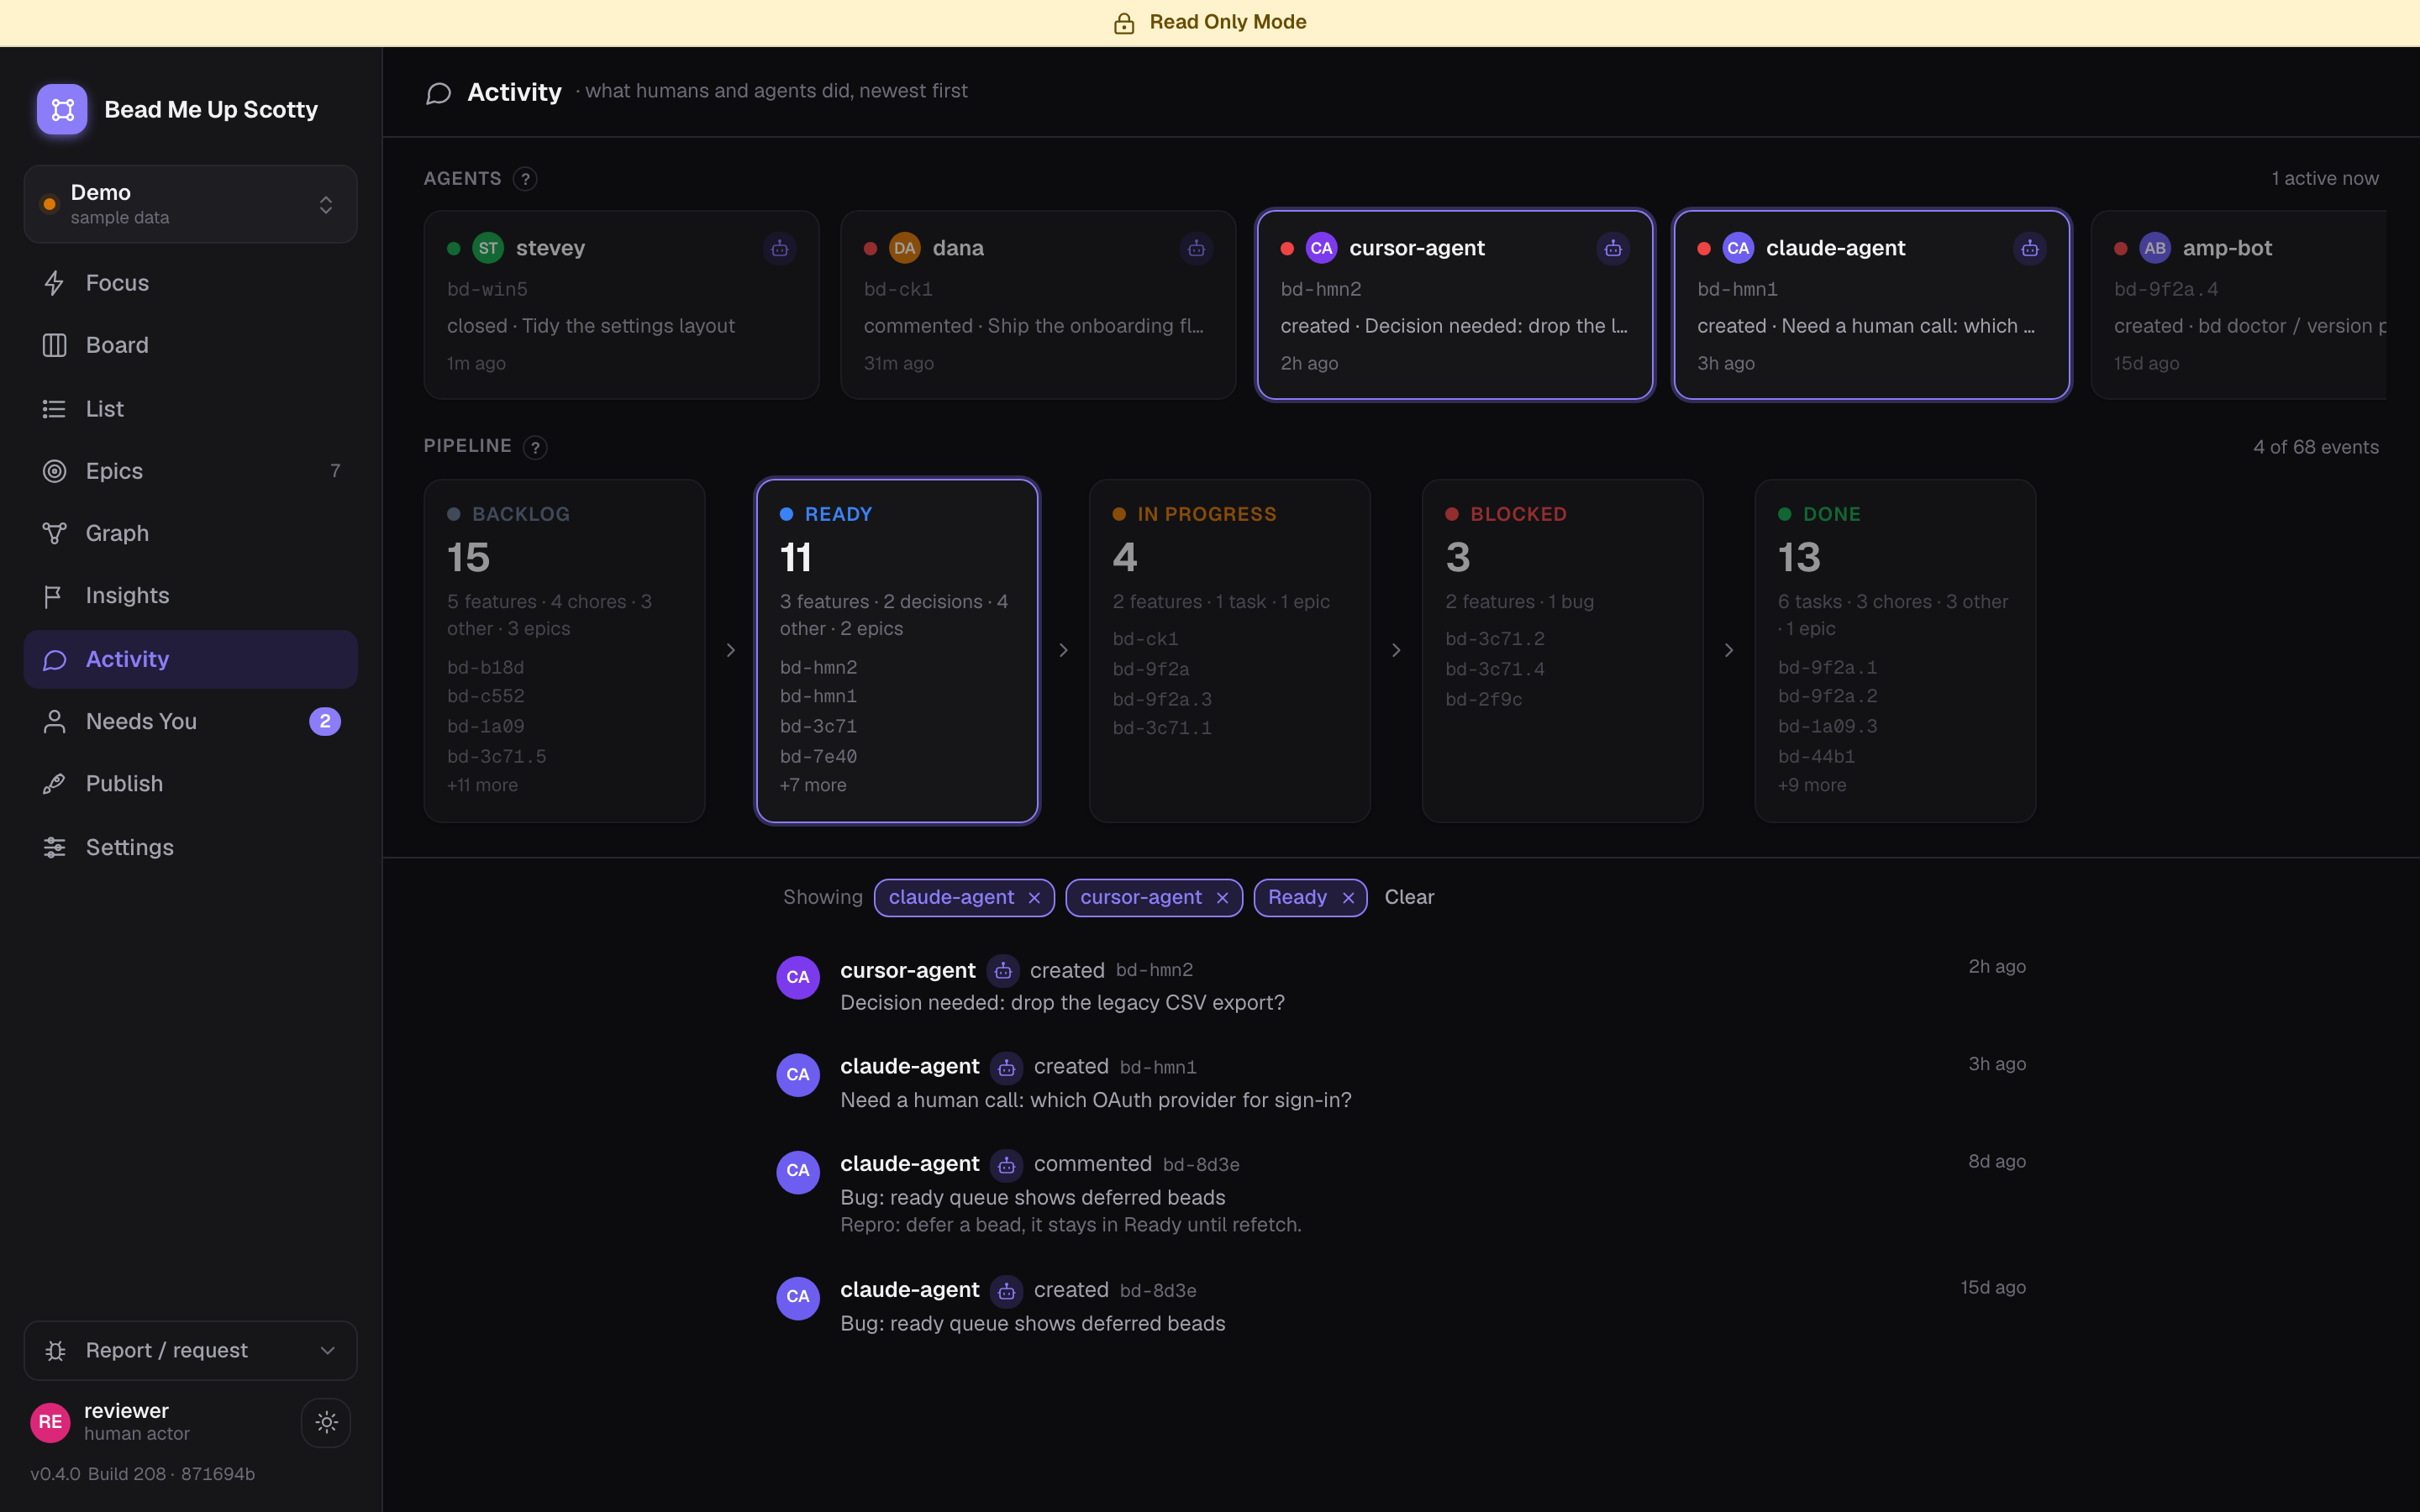 Read Only Mode
Bead Me Up Scotty
Demo
sample data
Focus
Board
List
Epics 7
Graph
Insights
Activity
Needs You 2
Publish
Settings
Report / request
RE reviewer
human actor
v0.4.0 Build 208 · 871694b
Activity · what humans and agents did, newest first
AGENTS ? 1 active now
ST stevey
bd-win5
closed · Tidy the settings layout
1m ago
DA dana
bd-ck1
commented · Ship the onboarding fl...
31m ago
CA cursor-agent
bd-hmn2
created · Decision needed: drop the l...
2h ago
CA claude-agent
bd-hmn1
created · Need a human call: which ...
3h ago
AB amp-bot
bd-9f2a.4
created · bd doctor / version p
15d ago
PIPELINE ? 4 of 68 events
BACKLOG
15
5 features · 4 chores · 3
other · 3 epics
bd-b18d
bd-c552
bd-1a09
bd-3c71.5
+11 more
READY
11
3 features · 2 decisions · 4
other · 2 epics
bd-hmn2
bd-hmn1
bd-3c71
bd-7e40
+7 more
IN PROGRESS
4
2 features · 1 task · 1 epic
bd-ck1
bd-9f2a
bd-9f2a.3
bd-3c71.1
BLOCKED
3
2 features · 1 bug
bd-3c71.2
bd-3c71.4
bd-2f9c
DONE
13
6 tasks · 3 chores · 3 other
· 1 epic
bd-9f2a.1
bd-9f2a.2
bd-1a09.3
bd-44b1
+9 more
Showing claude-agent × cursor-agent × Ready × Clear
CA cursor-agent created bd-hmn2 2h ago
Decision needed: drop the legacy CSV export?
CA claude-agent created bd-hmn1 3h ago
Need a human call: which OAuth provider for sign-in?
CA claude-agent commented bd-8d3e 8d ago
Bug: ready queue shows deferred beads
Repro: defer a bead, it stays in Ready until refetch.
CA claude-agent created bd-8d3e 15d ago
Bug: ready queue shows deferred beads